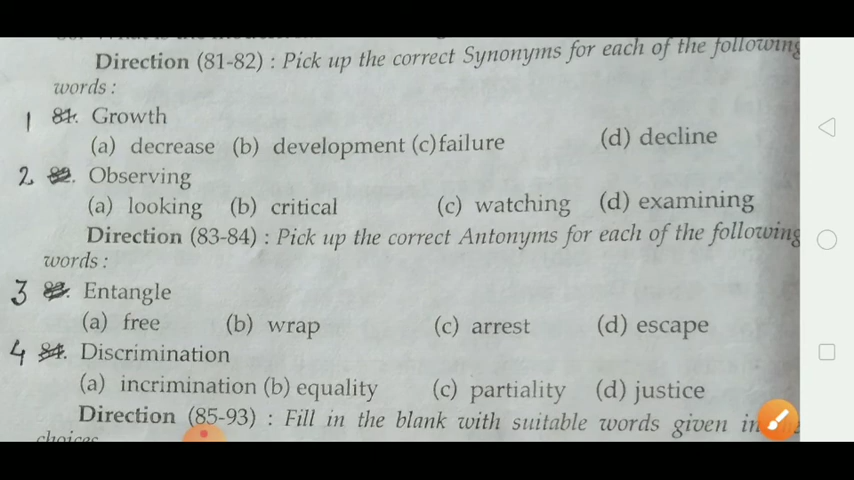 Direction (81-82) : Pick up the correct Synonyms for each of the following
words :
1 81. Growth
(a) decrease (b) development (c) failure (d) decline
2 82. Observing
(a) looking (b) critical (c) watching (d) examining
Direction (83-84) : Pick up the correct Antonyms for each of the following
words :
3 83. Entangle
(a) free (b) wrap (c) arrest (d) escape
4 84. Discrimination
(a) incrimination (b) equality (c) partiality (d) justice
Direction (85-93) : Fill in the blank with suitable words given in
choices